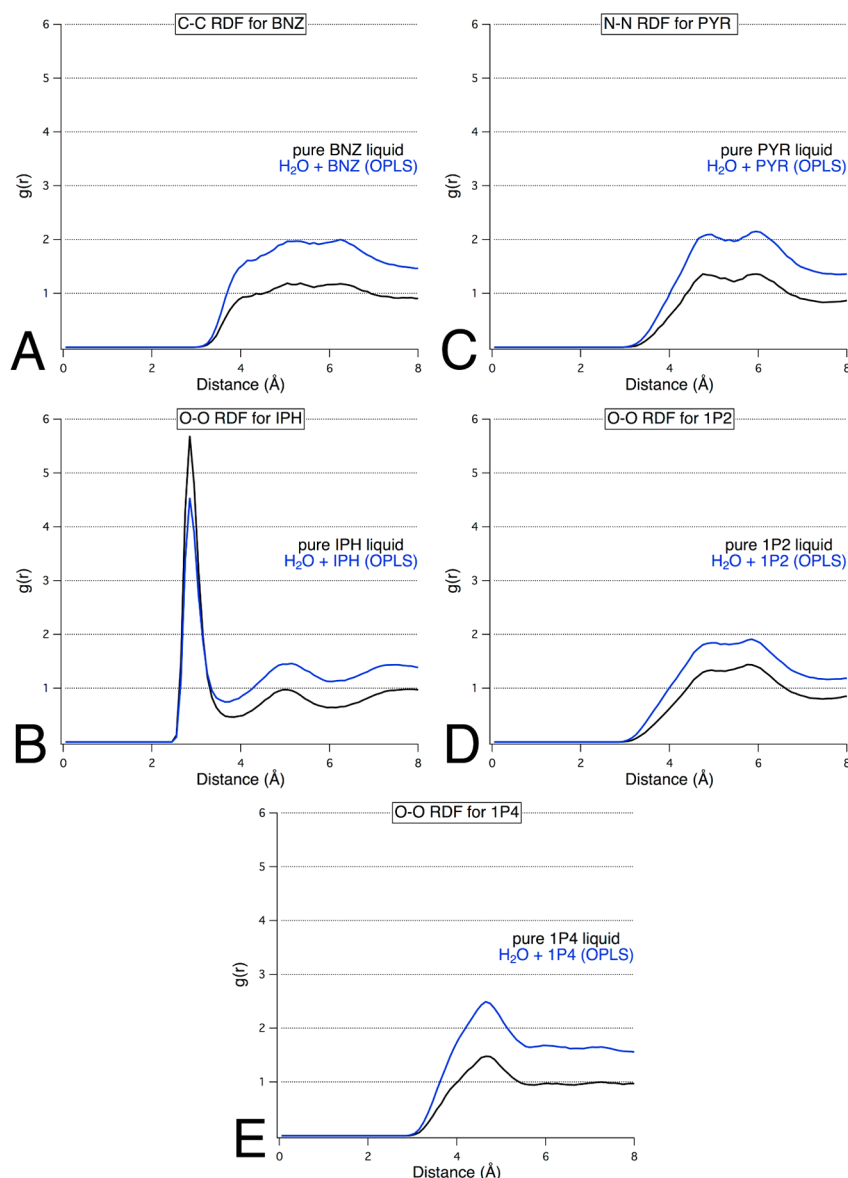 C-C RDF for BNZ
6
5
4
3
2
1
g(r)
pure BNZ liquid
H₂O + BNZ (OPLS)
0
2
4
6
8
Distance (Å)
A
N-N RDF for PYR
6
5
4
3
2
1
g(r)
pure PYR liquid
H₂O + PYR (OPLS)
0
2
4
6
8
Distance (Å)
C
O-O RDF for IPH
6
5
4
3
2
1
g(r)
pure IPH liquid
H₂O + IPH (OPLS)
0
2
4
6
8
Distance (Å)
B
O-O RDF for 1P2
6
5
4
3
2
1
g(r)
pure 1P2 liquid
H₂O + 1P2 (OPLS)
0
2
4
6
8
Distance (Å)
D
O-O RDF for 1P4
6
5
4
3
2
1
g(r)
pure 1P4 liquid
H₂O + 1P4 (OPLS)
0
2
4
6
8
Distance (Å)
E